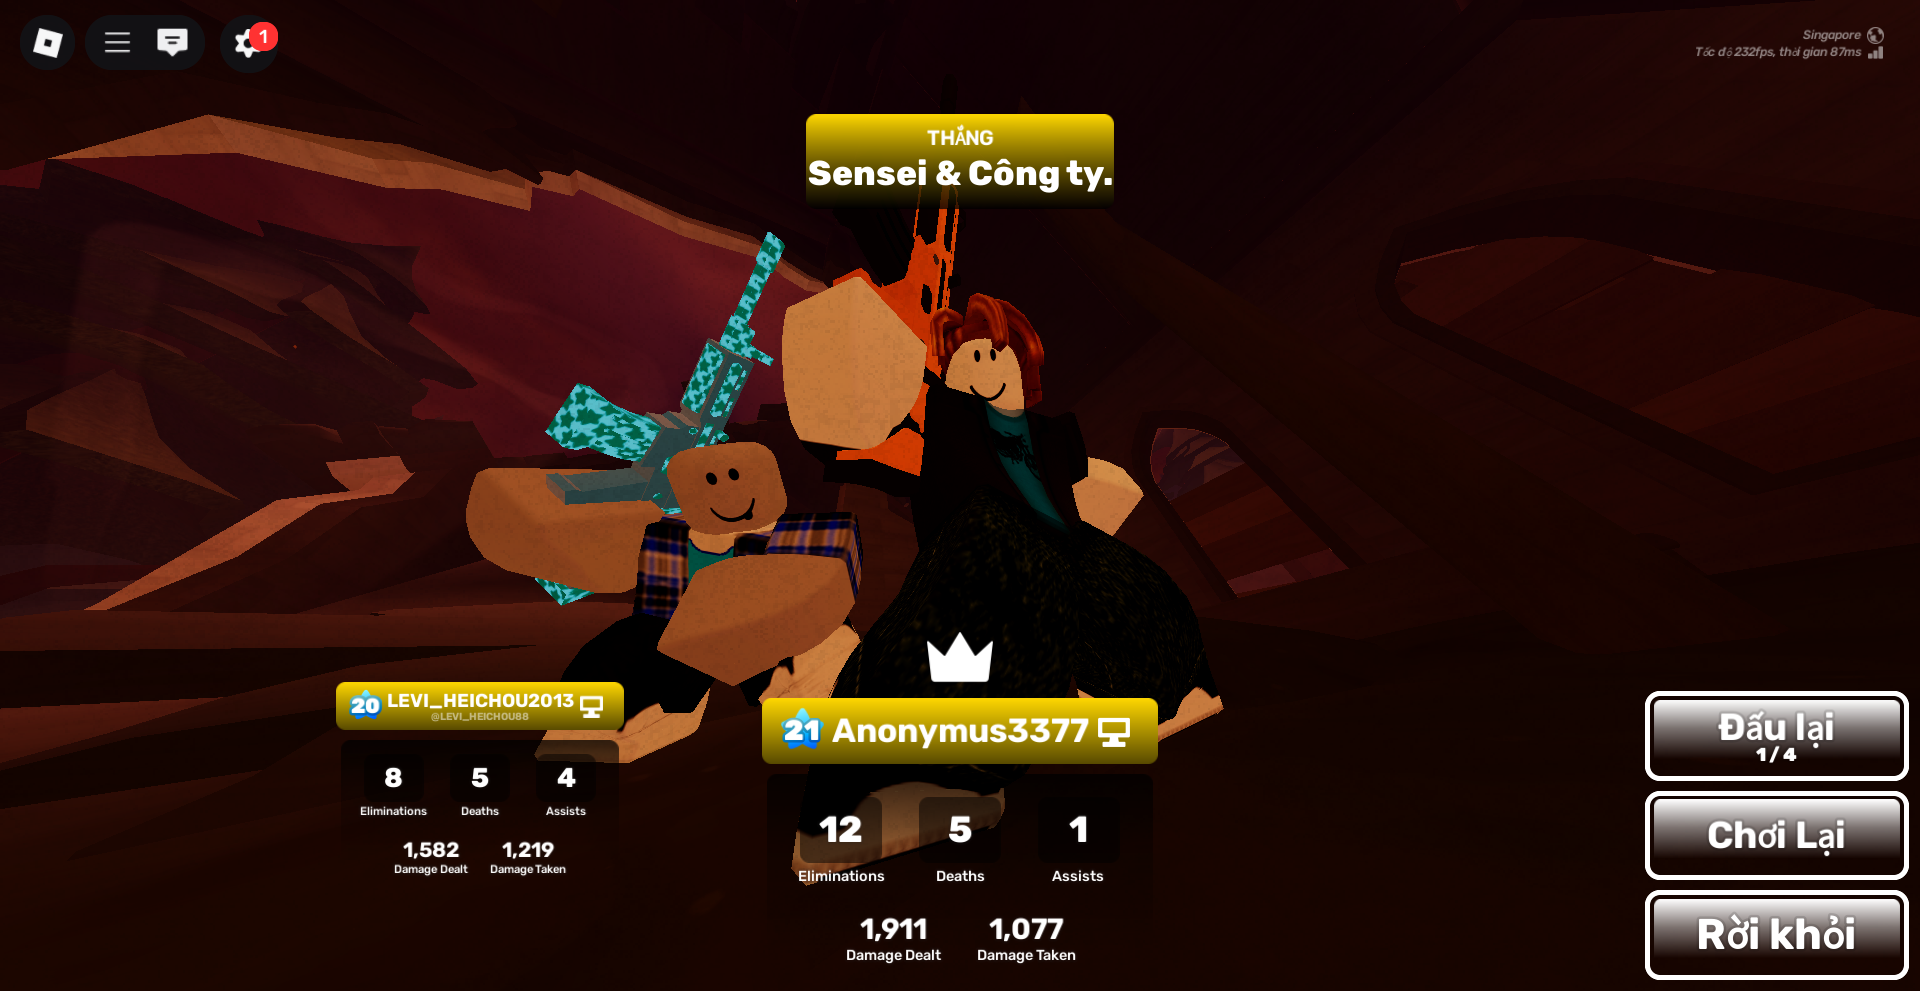 1
Singapore
Tốc độ 232fps, thời gian 87ms
THẮNG
Sensei & Công ty.
20 LEVI_HEICHOU2013
@LEVI_HEICHOU88
8 5 4
Eliminations Deaths Assists
1,582 1,219
Damage Dealt Damage Taken
21 Anonymus3377
12 5 1
Eliminations Deaths Assists
1,911 1,077
Damage Dealt Damage Taken
Đấu lại
1/4
Chơi Lại
Rời khỏi